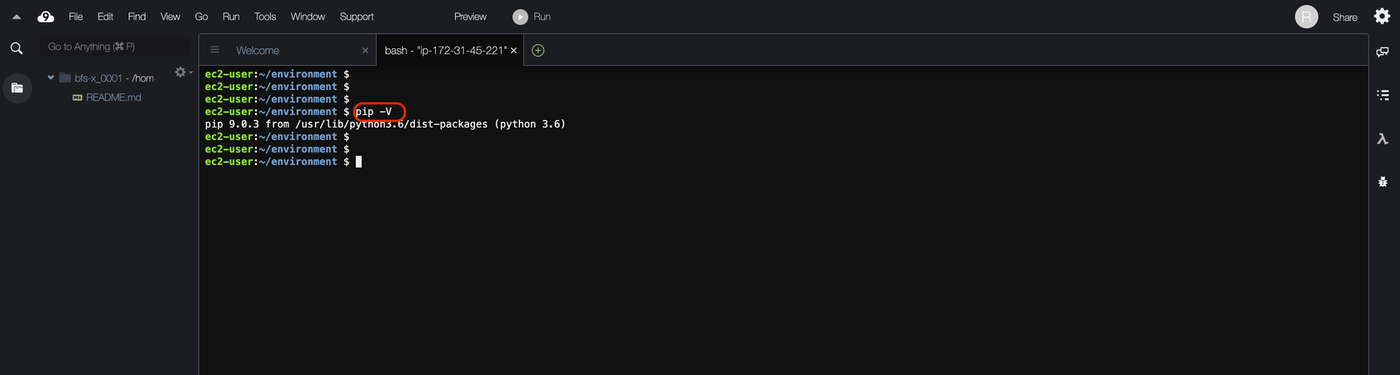 File Edit Find View Go Run Tools Window Support Preview Run R Share
Go to Anything (⌘ P)
Welcome × bash - "ip-172-31-45-221" ×
bfs-x_0001 - /hom
README.md
ec2-user:~/environment $
ec2-user:~/environment $
ec2-user:~/environment $
ec2-user:~/environment $ pip -V
pip 9.0.3 from /usr/lib/python3.6/dist-packages (python 3.6)
ec2-user:~/environment $
ec2-user:~/environment $
ec2-user:~/environment $